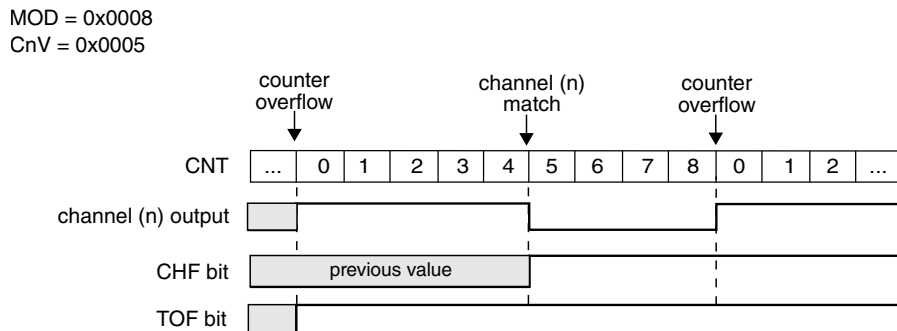 MOD = 0x0008
CnV = 0x0005
counter overflow
channel (n) match
counter overflow
CNT ... 0 1 2 3 4 5 6 7 8 0 1 2 ...
channel (n) output
CHF bit previous value
TOF bit